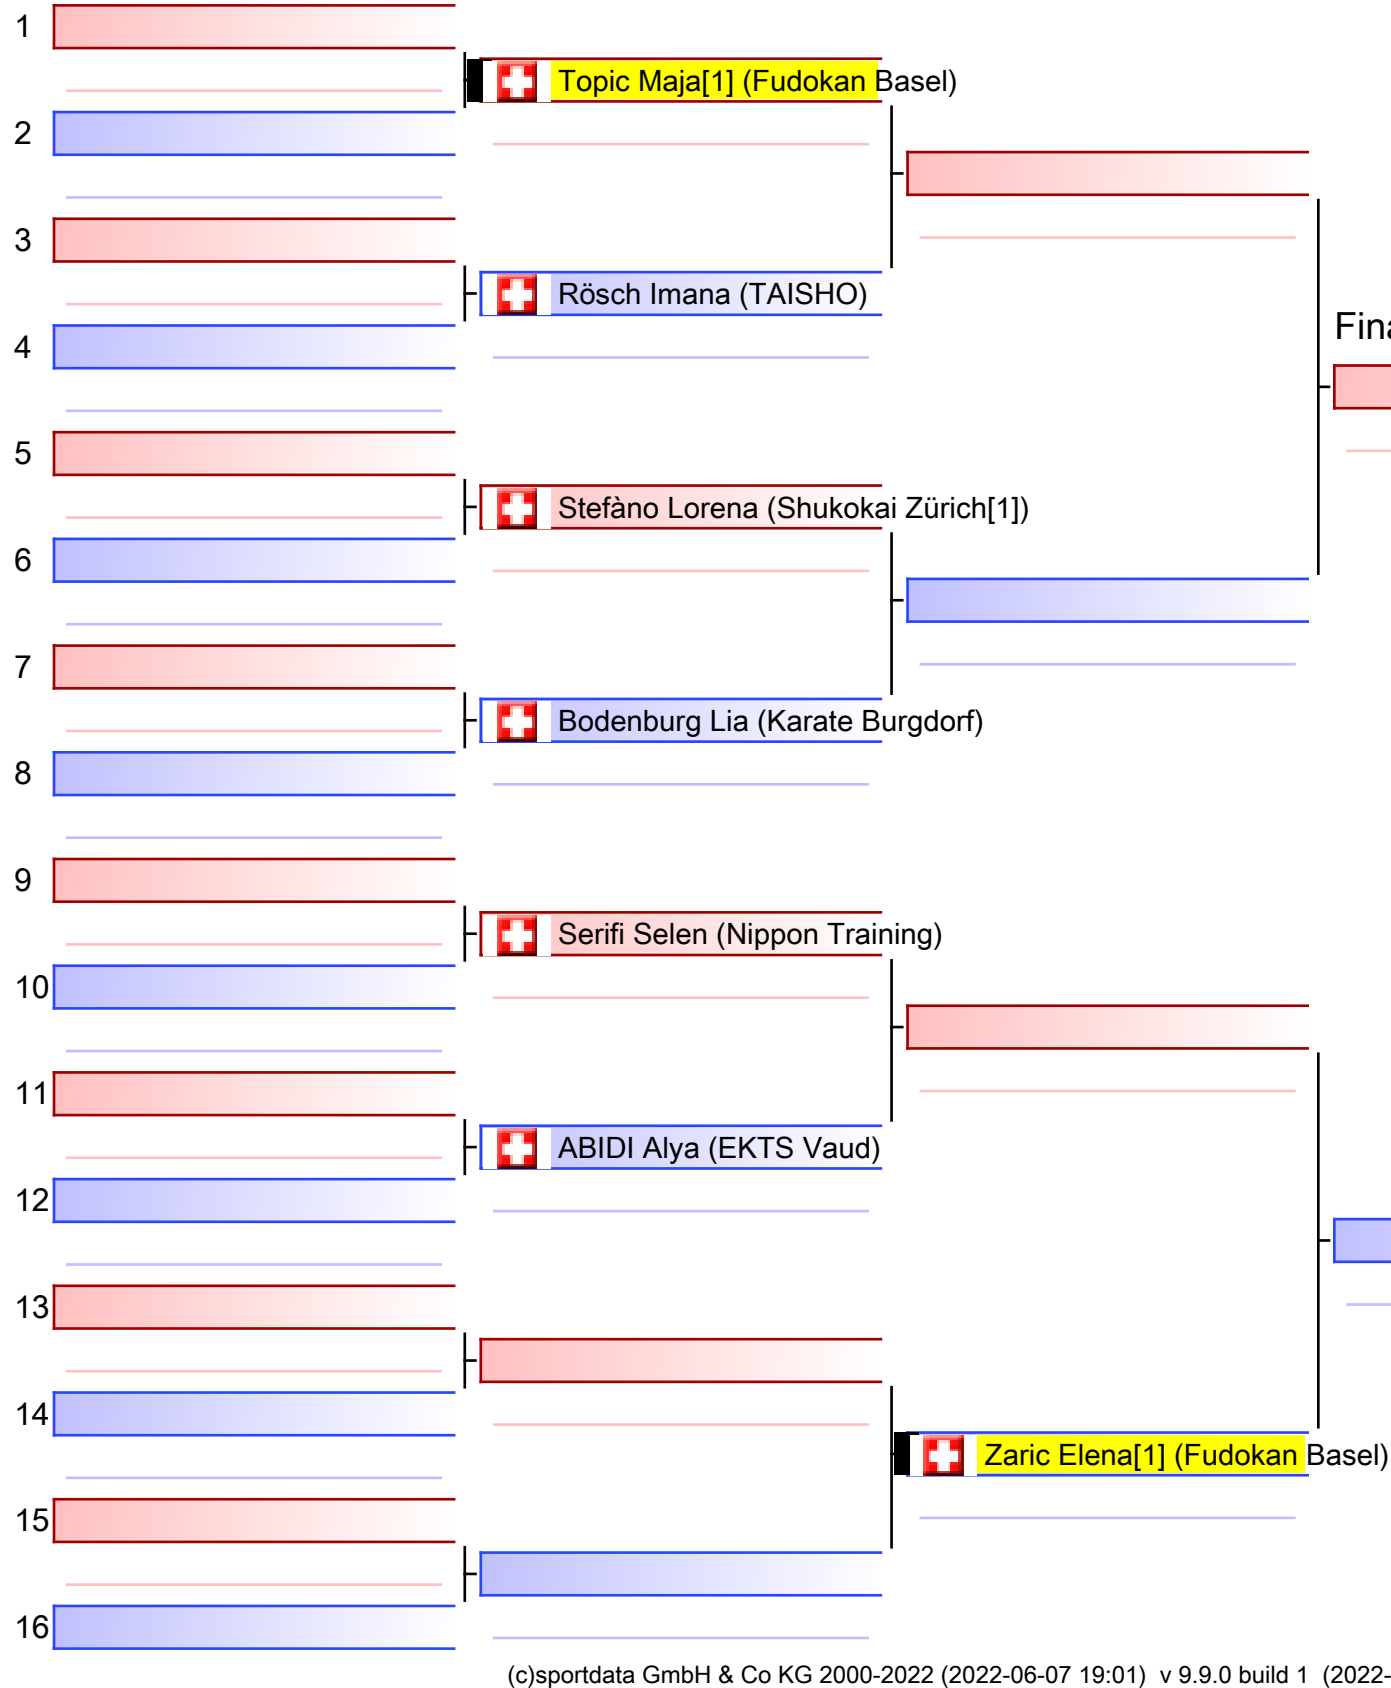 1
Topic Maja[1] (Fudokan Basel)
2
3
Rösch Imana (TAISHO)
4
Fina
5
Stefàno Lorena (Shukokai Zürich[1])
6
7
Bodenburg Lia (Karate Burgdorf)
8
9
Serifi Selen (Nippon Training)
10
11
ABIDI Alya (EKTS Vaud)
12
13
14
Zaric Elena[1] (Fudokan Basel)
15
16
(c)sportdata GmbH & Co KG 2000-2022 (2022-06-07 19:01) v 9.9.0 build 1 (2022-